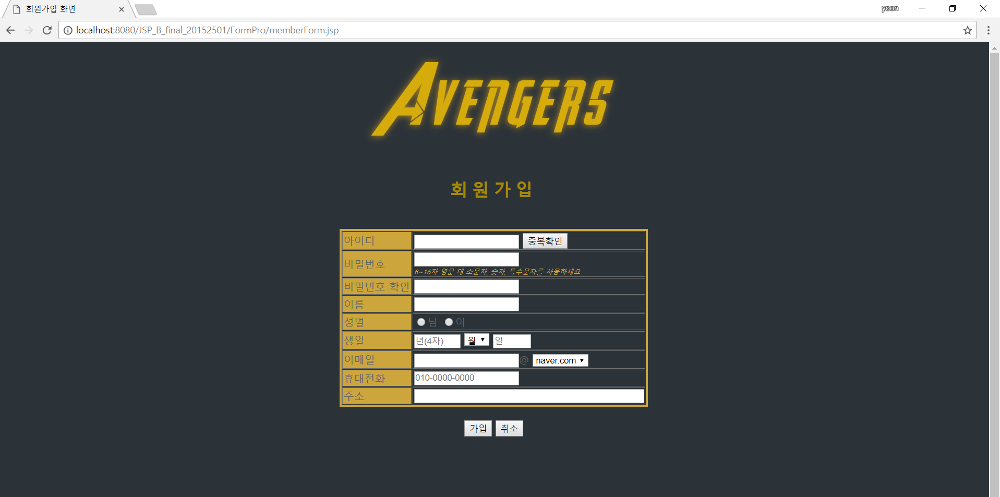 회원가입 화면
yoon
localhost:8080/JSP_B_final_20152501/FormPro/memberForm.jsp
AVENGERS
회 원 가 입
아이디 중복확인
비밀번호
6~16자 영문 대 소문자, 숫자, 특수문자를 사용하세요.
비밀번호 확인
이름
성별 남 여
생일 년(4자) 월 일
이메일 @ naver.com
휴대전화 010-0000-0000
주소
가입 취소